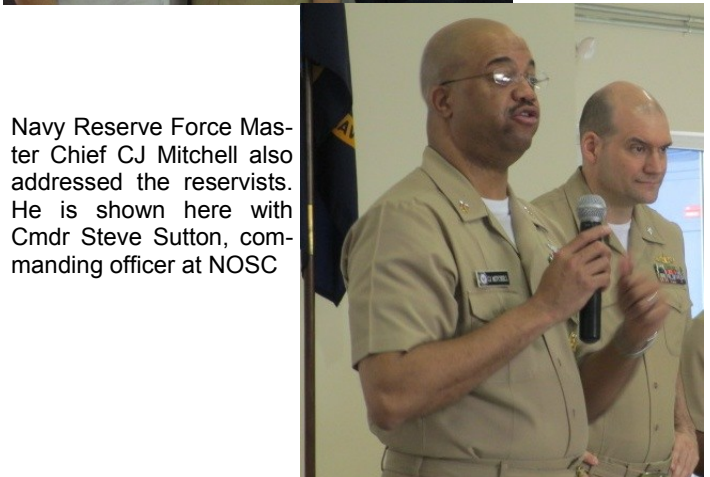 Navy Reserve Force Mas-
ter Chief CJ Mitchell also
addressed the reservists.
He is shown here with
Cmdr Steve Sutton, com-
manding officer at NOSC